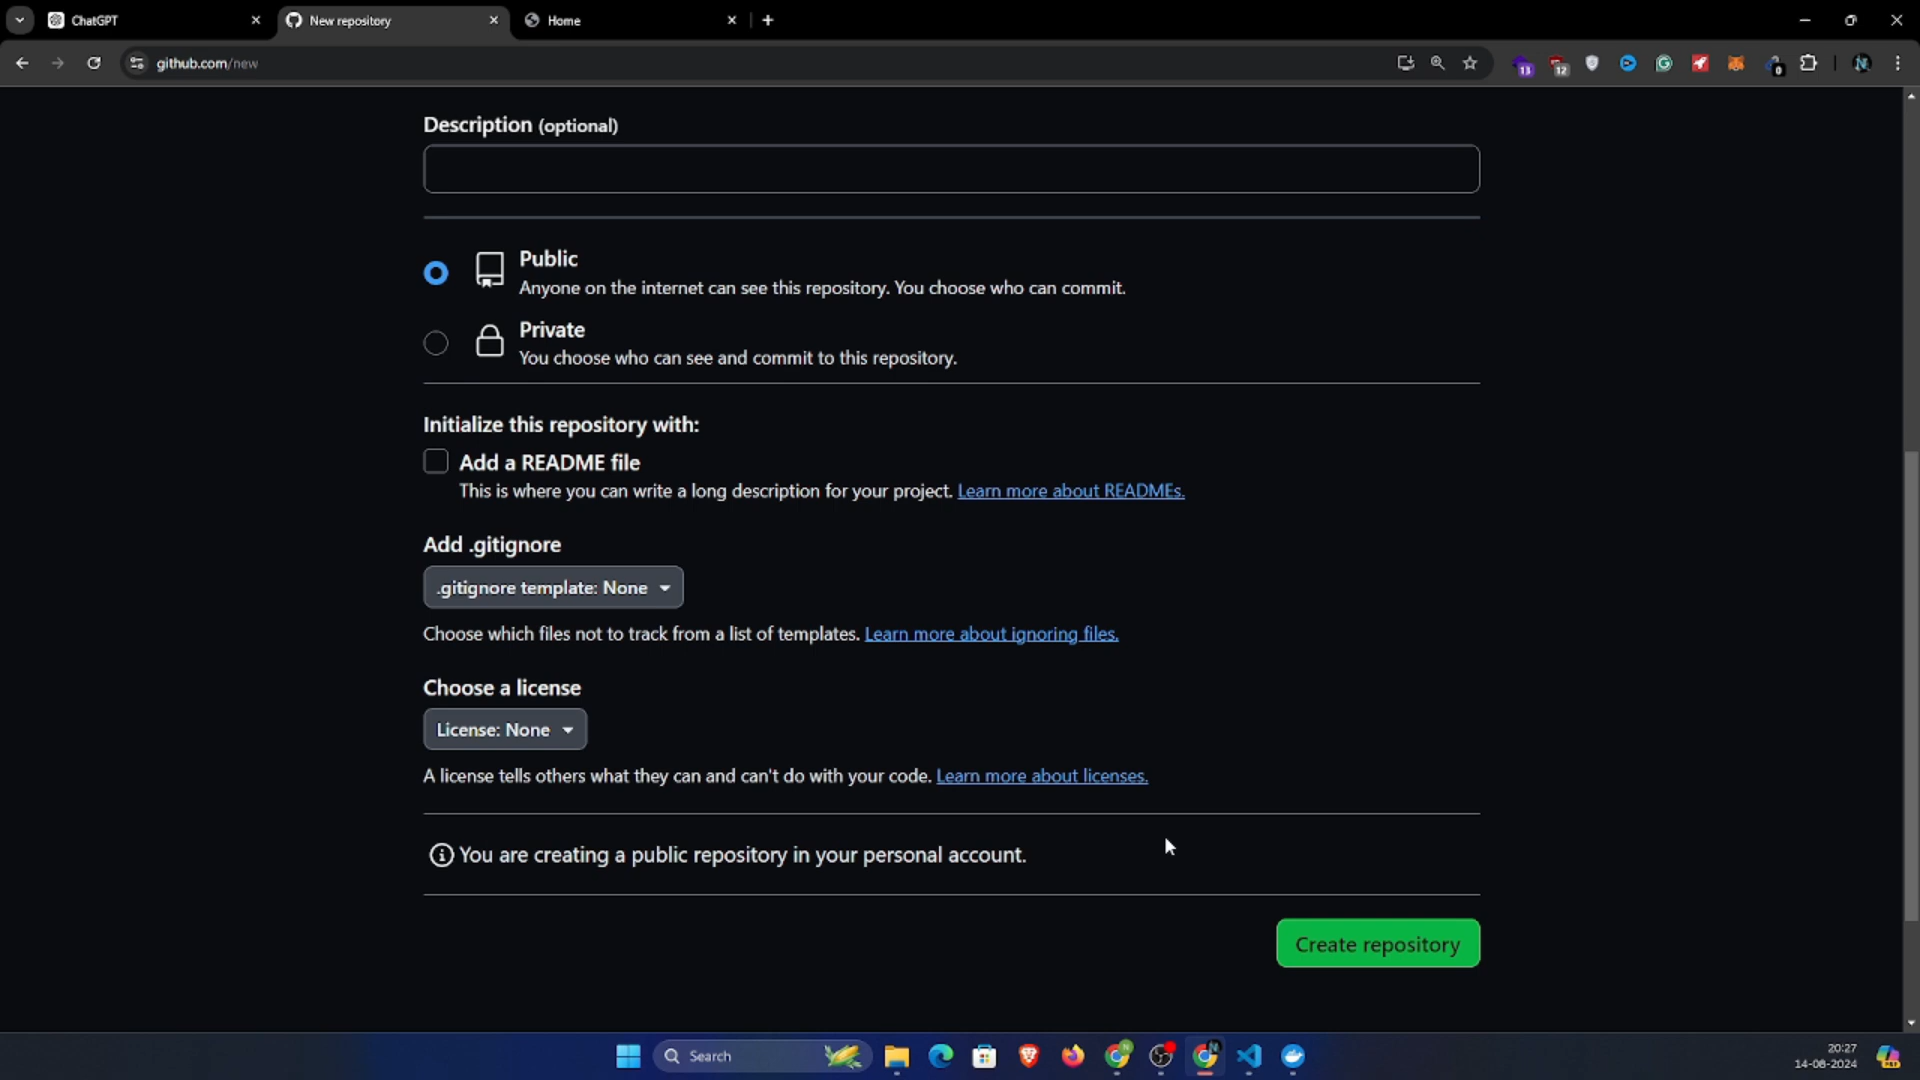 ChatGPT
New repository
Home
github.com/new
13
12
0
N
Description (optional)
Public
Anyone on the internet can see this repository. You choose who can commit.
Private
You choose who can see and commit to this repository.
Initialize this repository with:
Add a README file
This is where you can write a long description for your project. Learn more about READMEs.
Add .gitignore
.gitignore template: None
Choose which files not to track from a list of templates. Learn more about ignoring files.
Choose a license
License: None
A license tells others what they can and can't do with your code. Learn more about licenses.
You are creating a public repository in your personal account.
Create repository
Search
20:27
14-08-2024